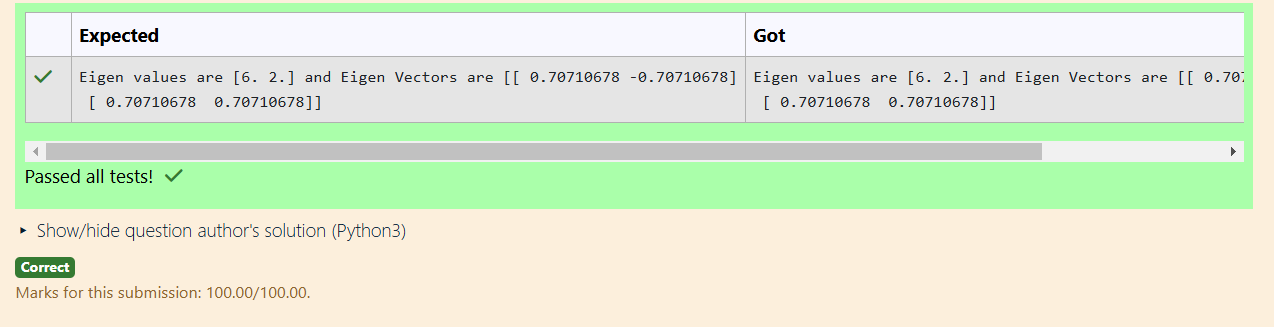 Expected Got
Eigen values are [6. 2.] and Eigen Vectors are [[ 0.70710678 -0.70710678] Eigen values are [6. 2.] and Eigen Vectors are [[ 0.707
[ 0.70710678  0.70710678]] [ 0.70710678  0.70710678]]
Passed all tests!
Show/hide question author's solution (Python3)
Correct
Marks for this submission: 100.00/100.00.